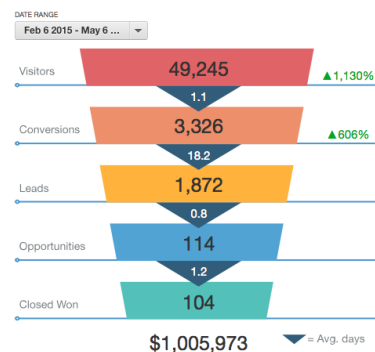 DATE RANGE
Feb 6 2015 - May 6 ...
Visitors 49,245 ▲1,130%
1.1
Conversions 3,326 ▲606%
18.2
Leads 1,872
0.8
Opportunities 114
1.2
Closed Won 104
$1,005,973 = Avg. days